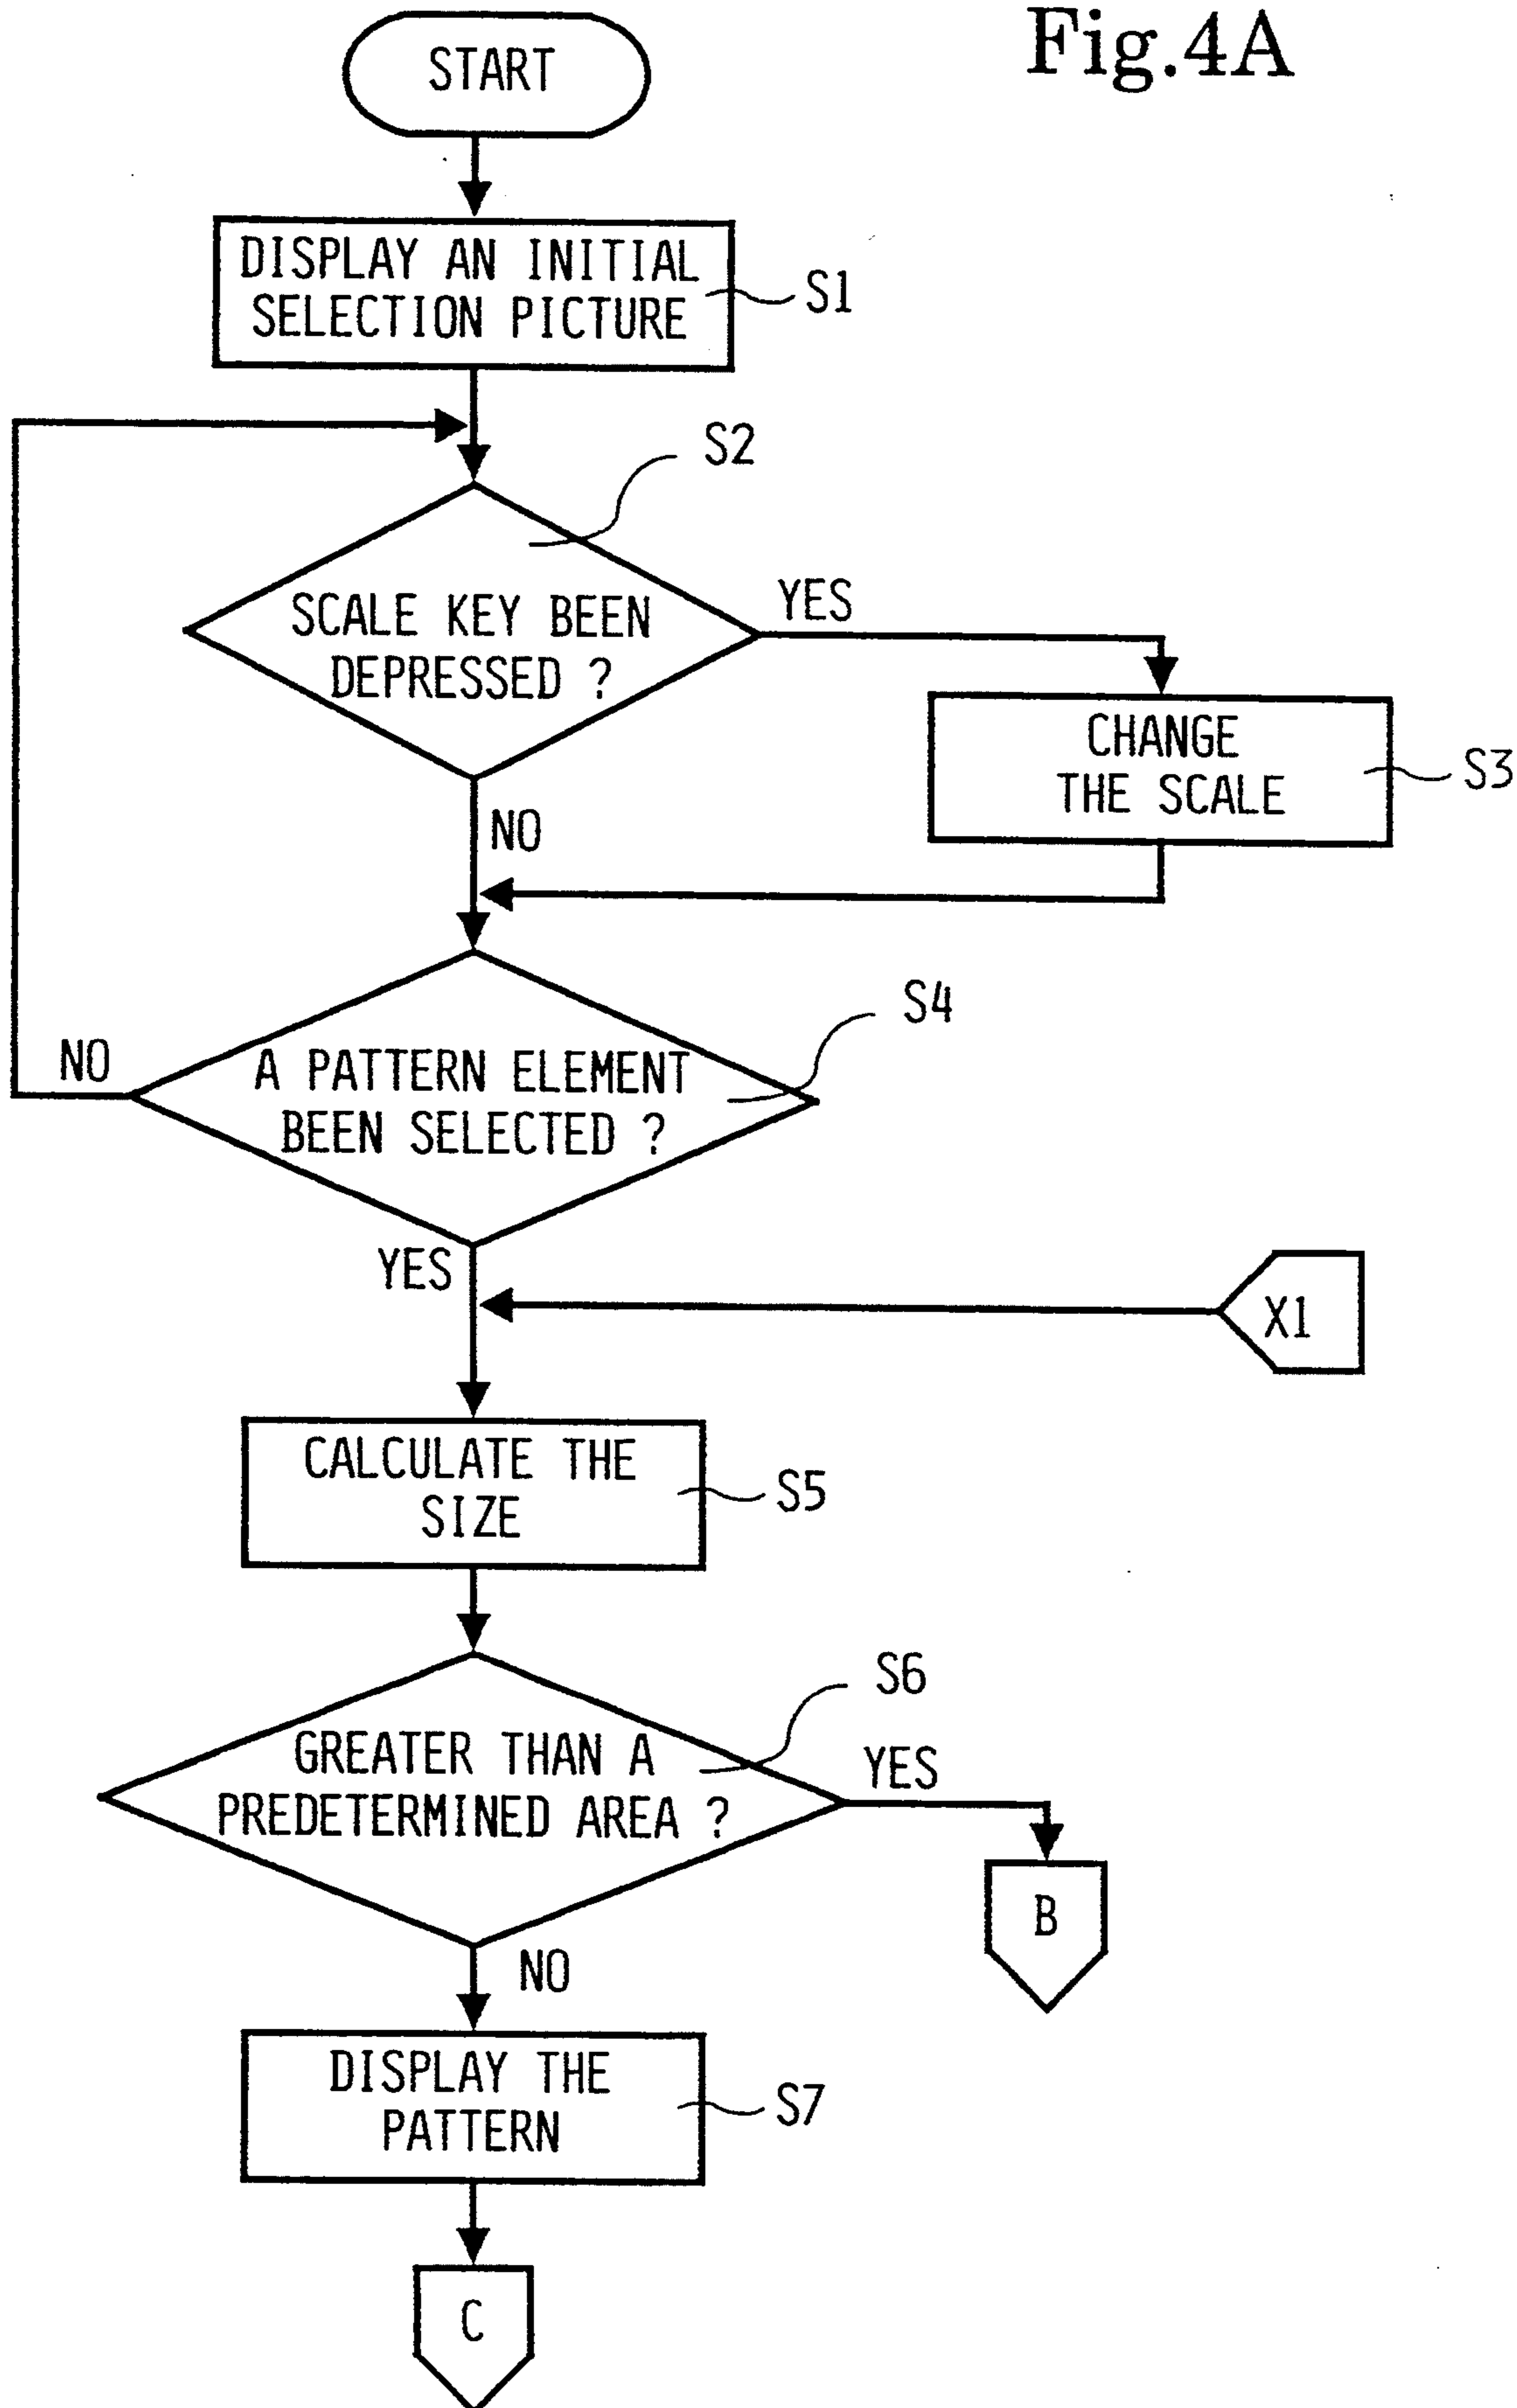 Fig.4A
START
DISPLAY AN INITIAL
SELECTION PICTURE
S1
S2
SCALE KEY BEEN
DEPRESSED ?
YES
CHANGE
THE SCALE
S3
NO
S4
NO
A PATTERN ELEMENT
BEEN SELECTED ?
YES
X1
CALCULATE THE
SIZE
S5
S6
GREATER THAN A
PREDETERMINED AREA ?
YES
B
NO
DISPLAY THE
PATTERN
S7
C